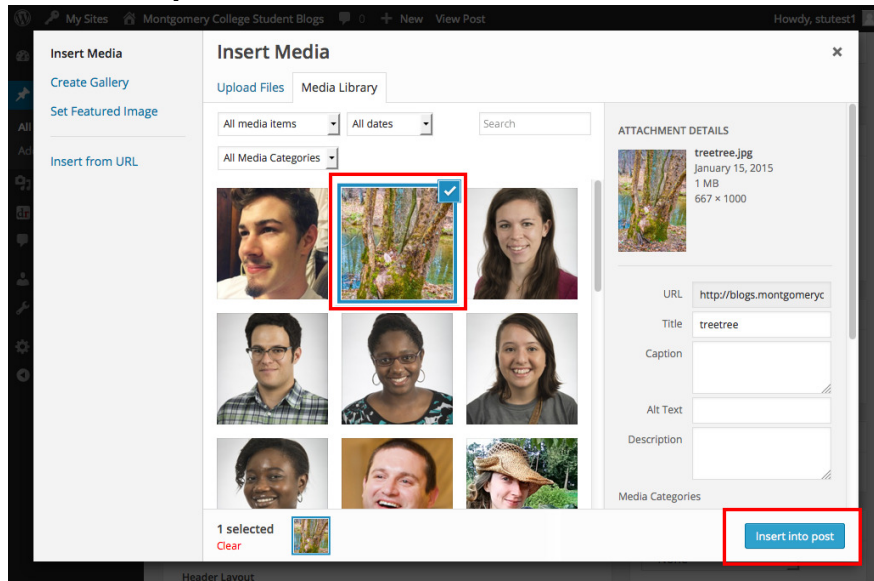 My Sites Montgomery College Student Blogs 0 + New View Post Howdy, stutest1
Insert Media
Create Gallery
Set Featured Image
Insert from URL
Insert Media
×
Upload Files Media Library
All media items All dates Search
All Media Categories
ATTACHMENT DETAILS
treetree.jpg
January 15, 2015
1 MB
667 × 1000
URL http://blogs.montgomeryc
Title treetree
Caption
Alt Text
Description
Media Categories
1 selected
Clear
Insert into post
All
Header Layout